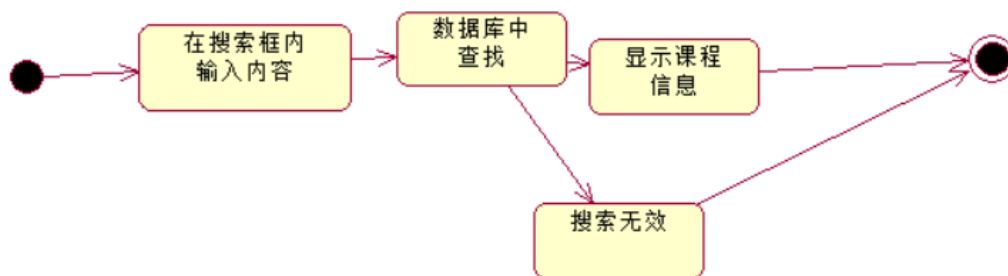 在搜索框内
输入内容
数据库中
查找
显示课程
信息
搜索无效